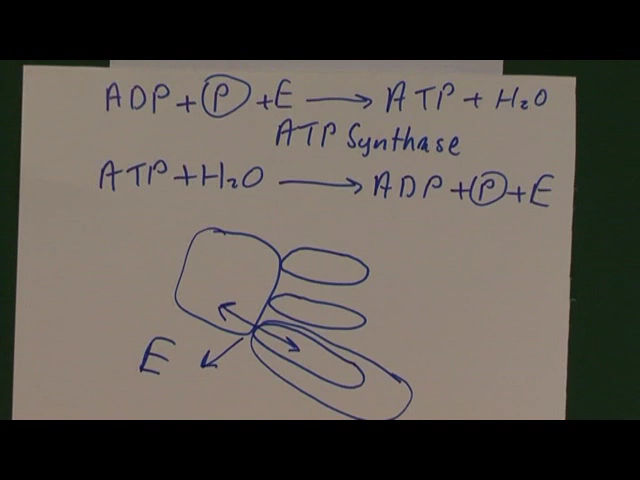 ADP + P + E → ATP + H₂O
ATP Synthase
ATP + H₂O → ADP + P + E
E